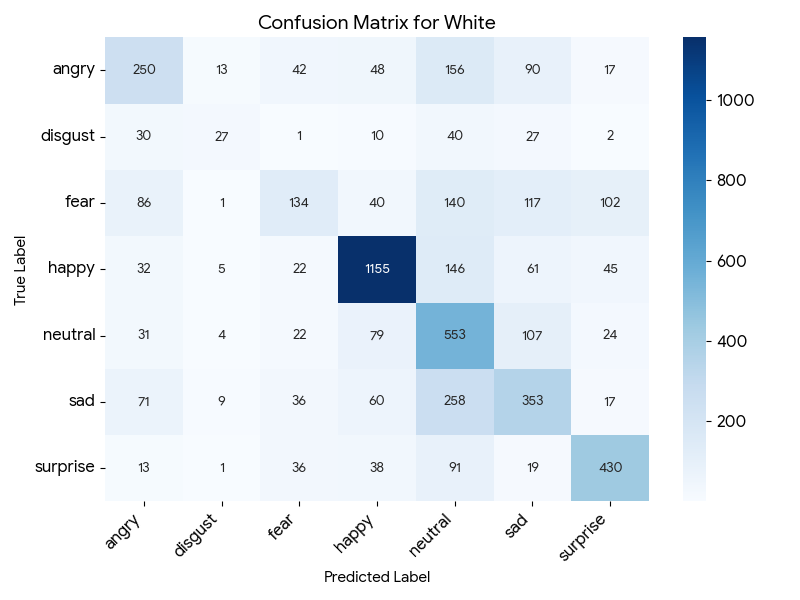 Confusion Matrix for White
True Label
angry 250 13 42 48 156 90 17
disgust 30 27 1 10 40 27 2
fear 86 1 134 40 140 117 102
happy 32 5 22 1155 146 61 45
neutral 31 4 22 79 553 107 24
sad 71 9 36 60 258 353 17
surprise 13 1 36 38 91 19 430
angry disgust fear happy neutral sad surprise
Predicted Label
1000
800
600
400
200